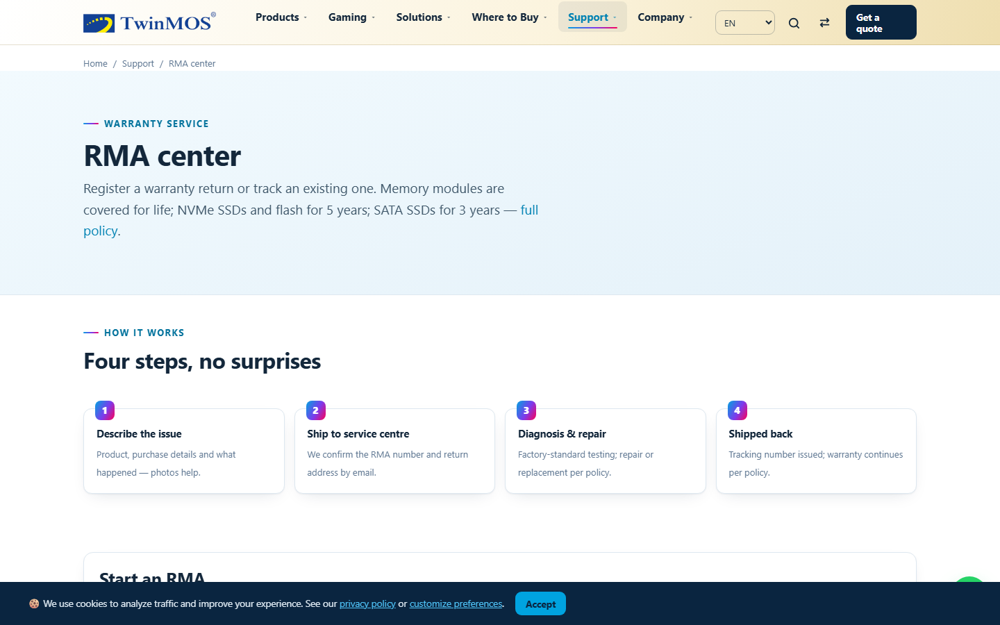 TwinMOS®
Products
Gaming
Solutions
Where to Buy
Support
Company
EN
Get a
quote
Home / Support / RMA center
WARRANTY SERVICE
RMA center
Register a warranty return or track an existing one. Memory modules are
covered for life; NVMe SSDs and flash for 5 years; SATA SSDs for 3 years — full
policy.
HOW IT WORKS
Four steps, no surprises
1
Describe the issue
Product, purchase details and what
happened — photos help.
2
Ship to service centre
We confirm the RMA number and return
address by email.
3
Diagnosis & repair
Factory-standard testing; repair or
replacement per policy.
4
Shipped back
Tracking number issued; warranty continues
per policy.
Start an RMA
We use cookies to analyze traffic and improve your experience. See our privacy policy or customize preferences.
Accept